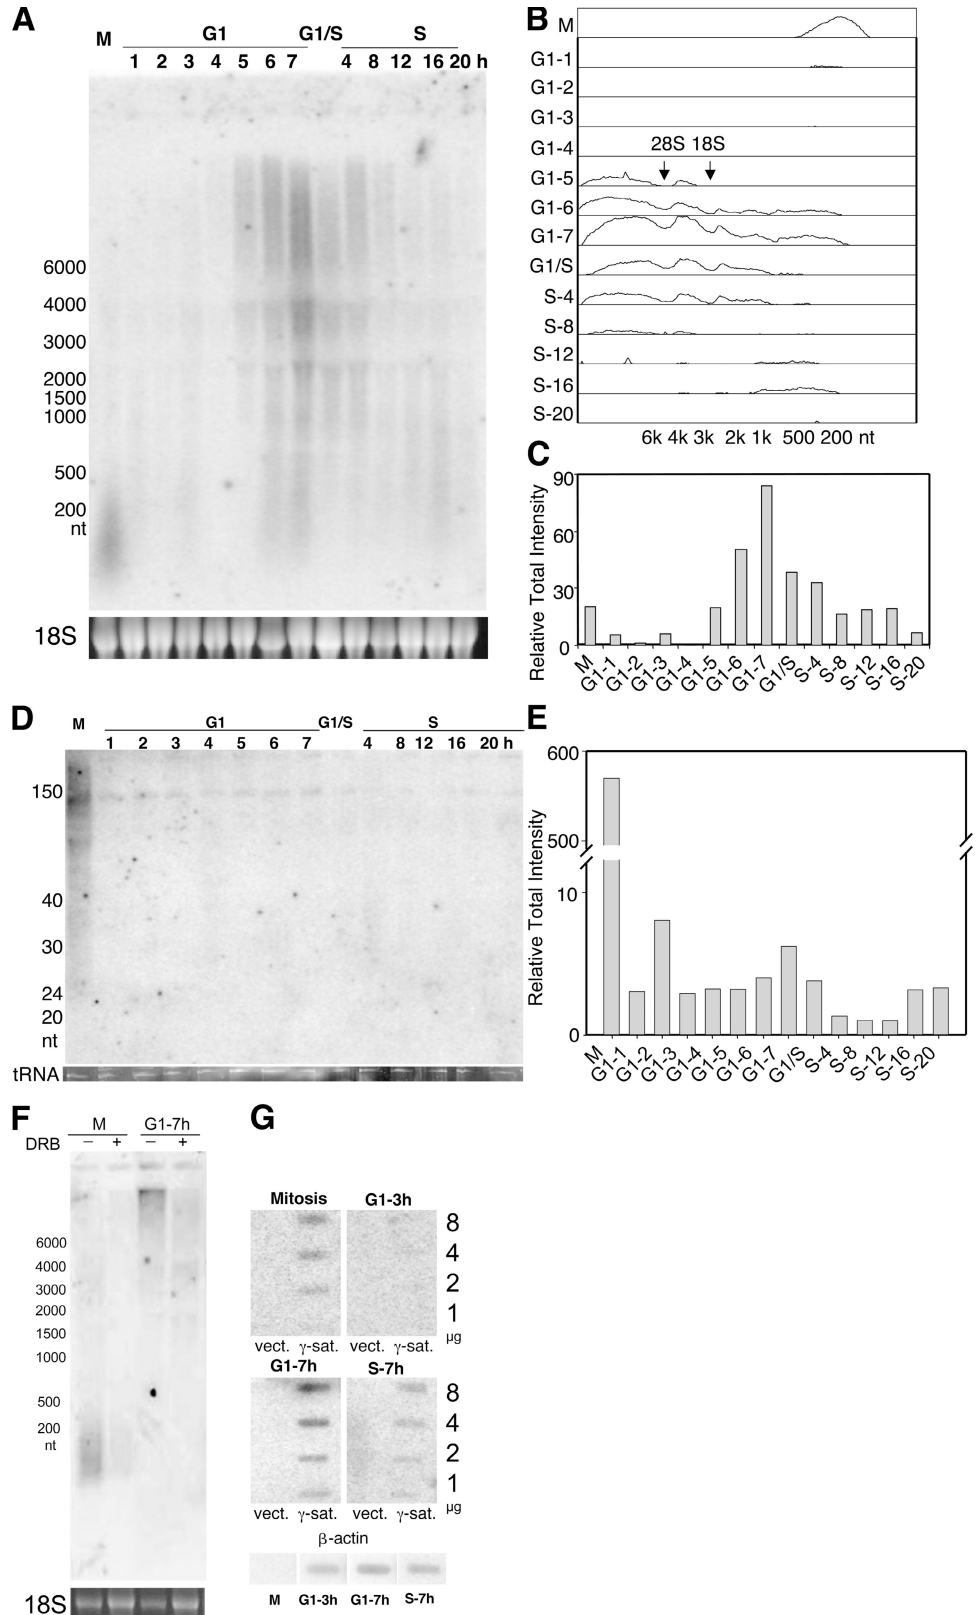 A
M G1 G1/S S
1 2 3 4 5 6 7 4 8 12 16 20 h
6000
4000
3000
2000
1500
1000
500
200
nt
18S
B
M
G1-1
G1-2
G1-3
G1-4
28S 18S
G1-5
G1-6
G1-7
G1/S
S-4
S-8
S-12
S-16
S-20
6k 4k 3k 2k 1k 500 200 nt
C
Relative Total Intensity
90
60
30
0
M G1-1 G1-2 G1-3 G1-4 G1-5 G1-6 G1-7 G1/S S-4 S-8 S-12 S-16 S-20
D
M G1 G1/S S
1 2 3 4 5 6 7 4 8 12 16 20 h
150
40
30
24
20
nt
tRNA
E
Relative Total Intensity
600
500
10
0
M G1-1 G1-2 G1-3 G1-4 G1-5 G1-6 G1-7 G1/S S-4 S-8 S-12 S-16 S-20
F
M G1-7h
DRB − + − +
6000
4000
3000
2000
1500
1000
500
200
nt
18S
G
Mitosis G1-3h
8
4
2
1
µg
vect. γ-sat. vect. γ-sat.
G1-7h S-7h
8
4
2
1
µg
vect. γ-sat. vect. γ-sat.
β-actin
M G1-3h G1-7h S-7h